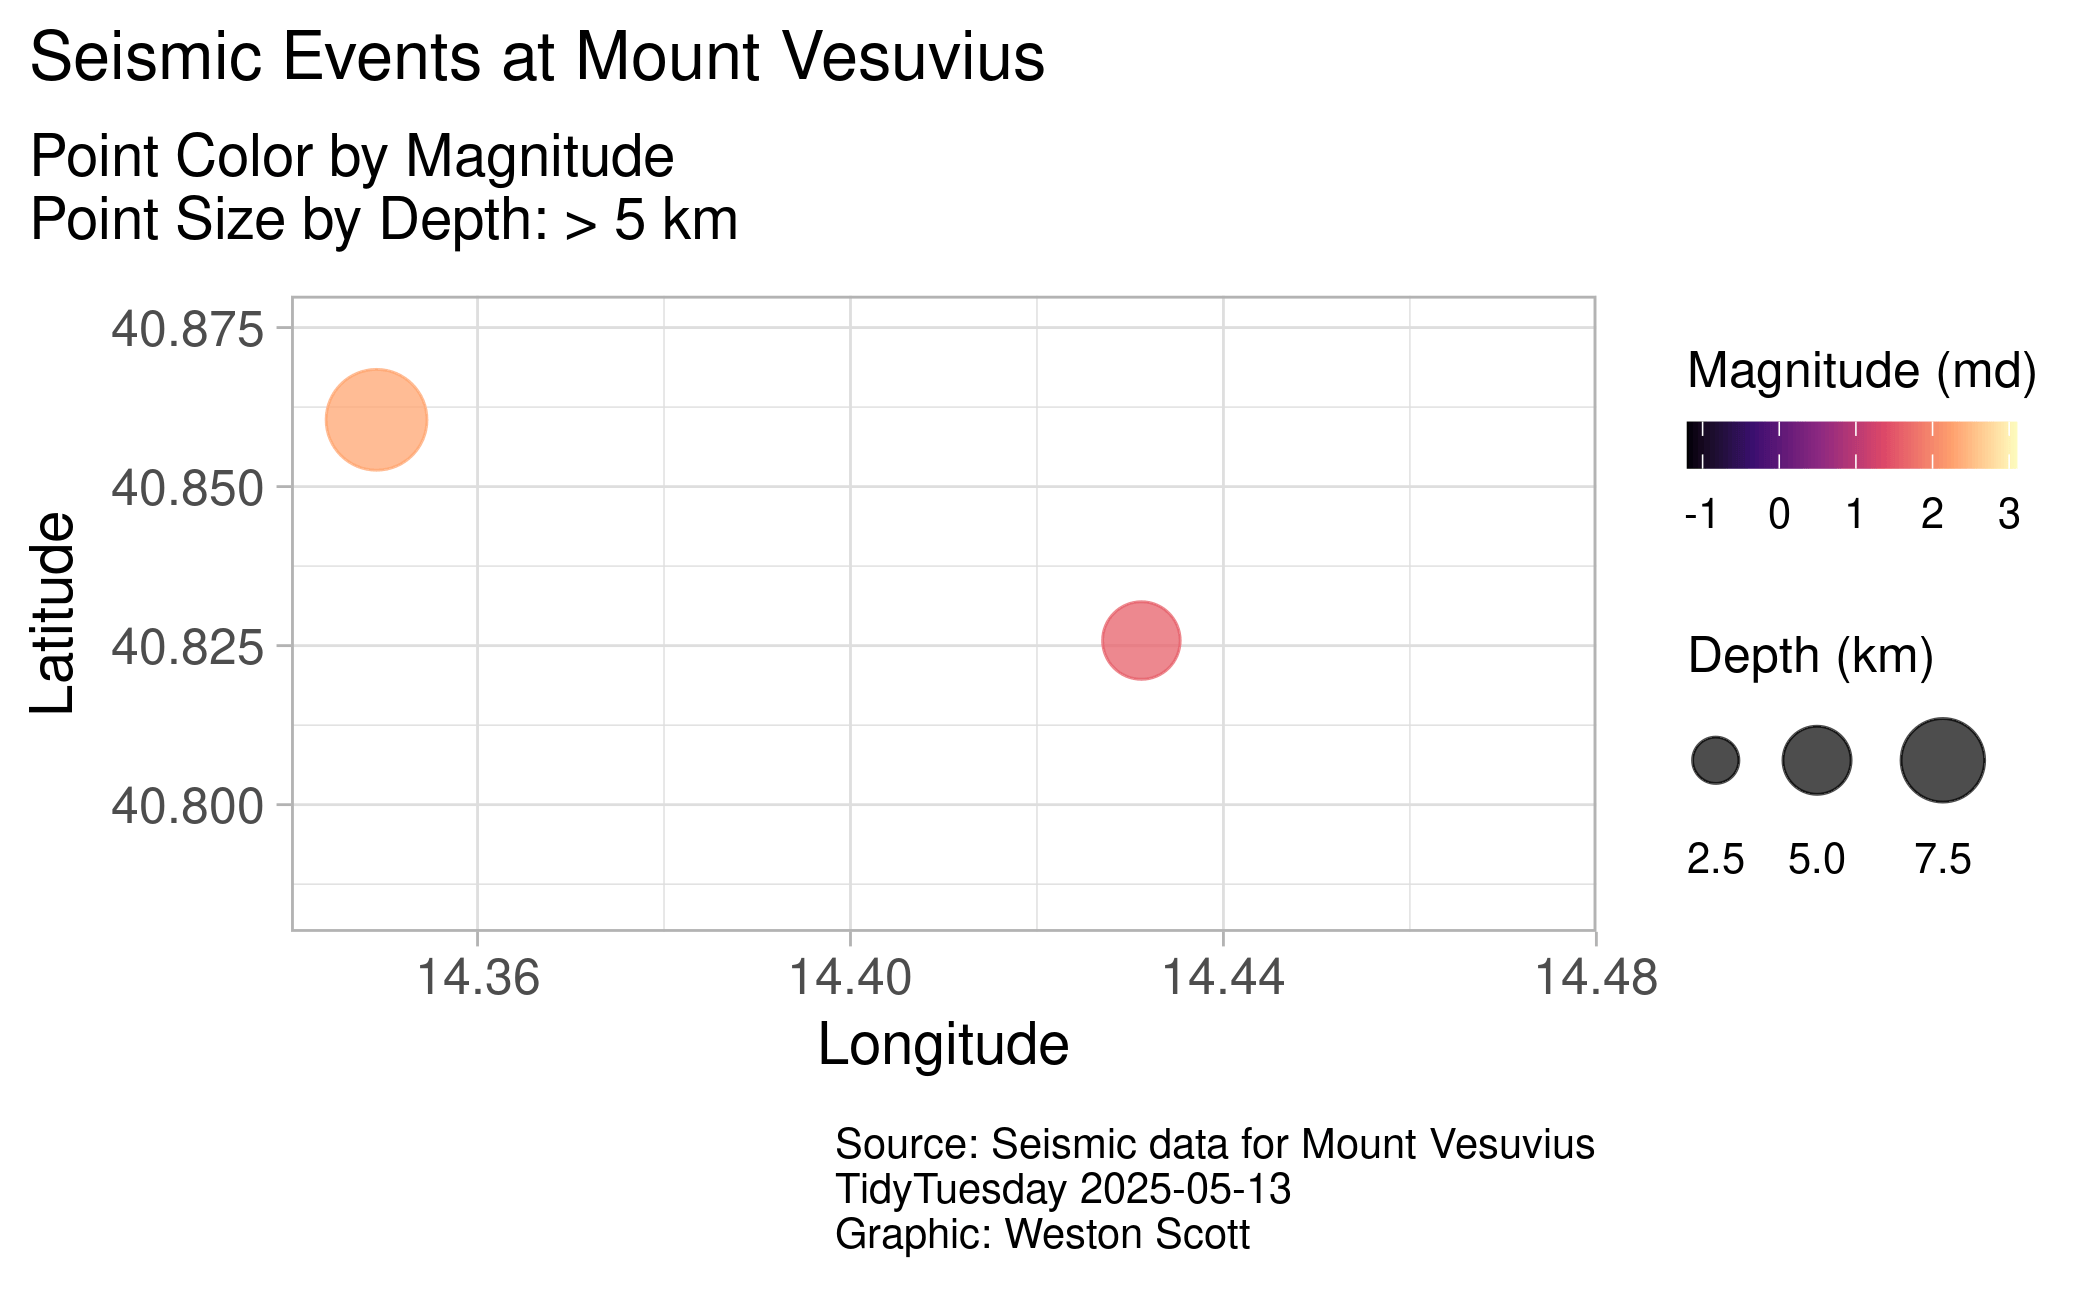 Seismic Events at Mount Vesuvius
Point Color by Magnitude
Point Size by Depth: > 5 km
Latitude
40.875
40.850
40.825
40.800
14.36 14.40 14.44 14.48
Longitude
Magnitude (md)
-1 0 1 2 3
Depth (km)
2.5 5.0 7.5
Source: Seismic data for Mount Vesuvius
TidyTuesday 2025-05-13
Graphic: Weston Scott